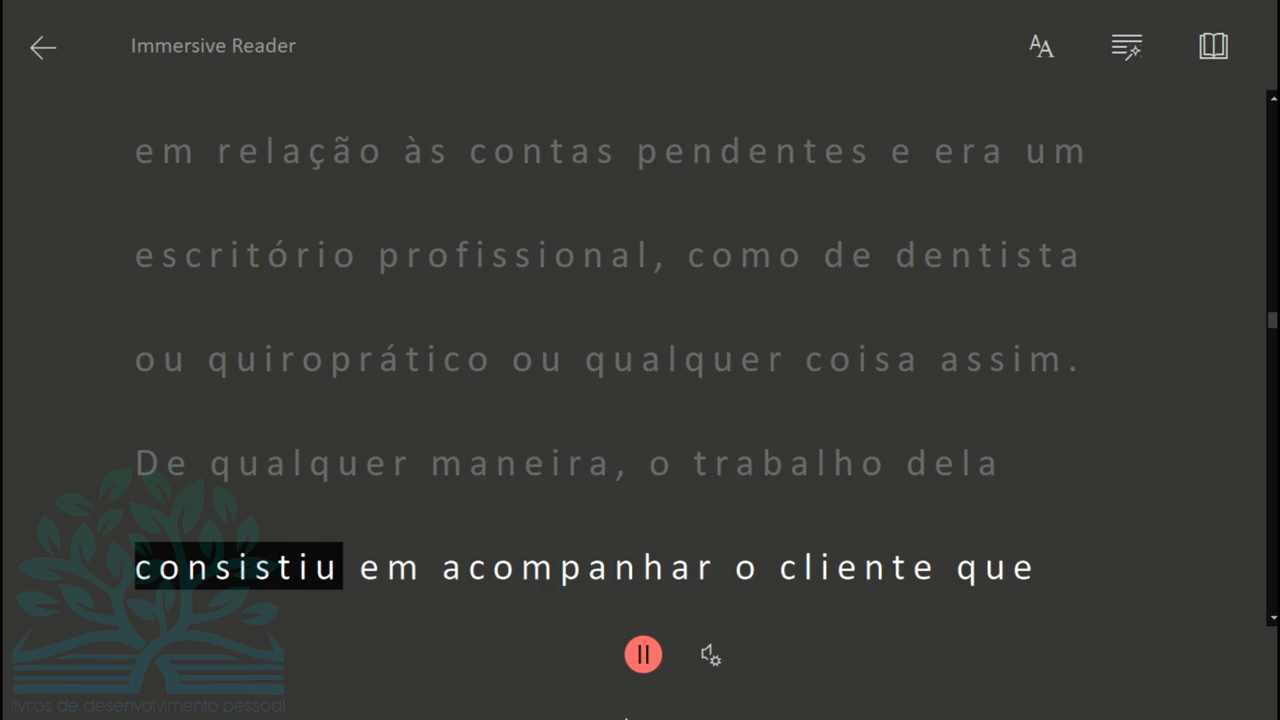 Immersive Reader
em relação às contas pendentes e era um
escritório profissional, como de dentista
ou quiroprático ou qualquer coisa assim.
De qualquer maneira, o trabalho dela
consistiu em acompanhar o cliente que
livros de desenvolvimento pessoal